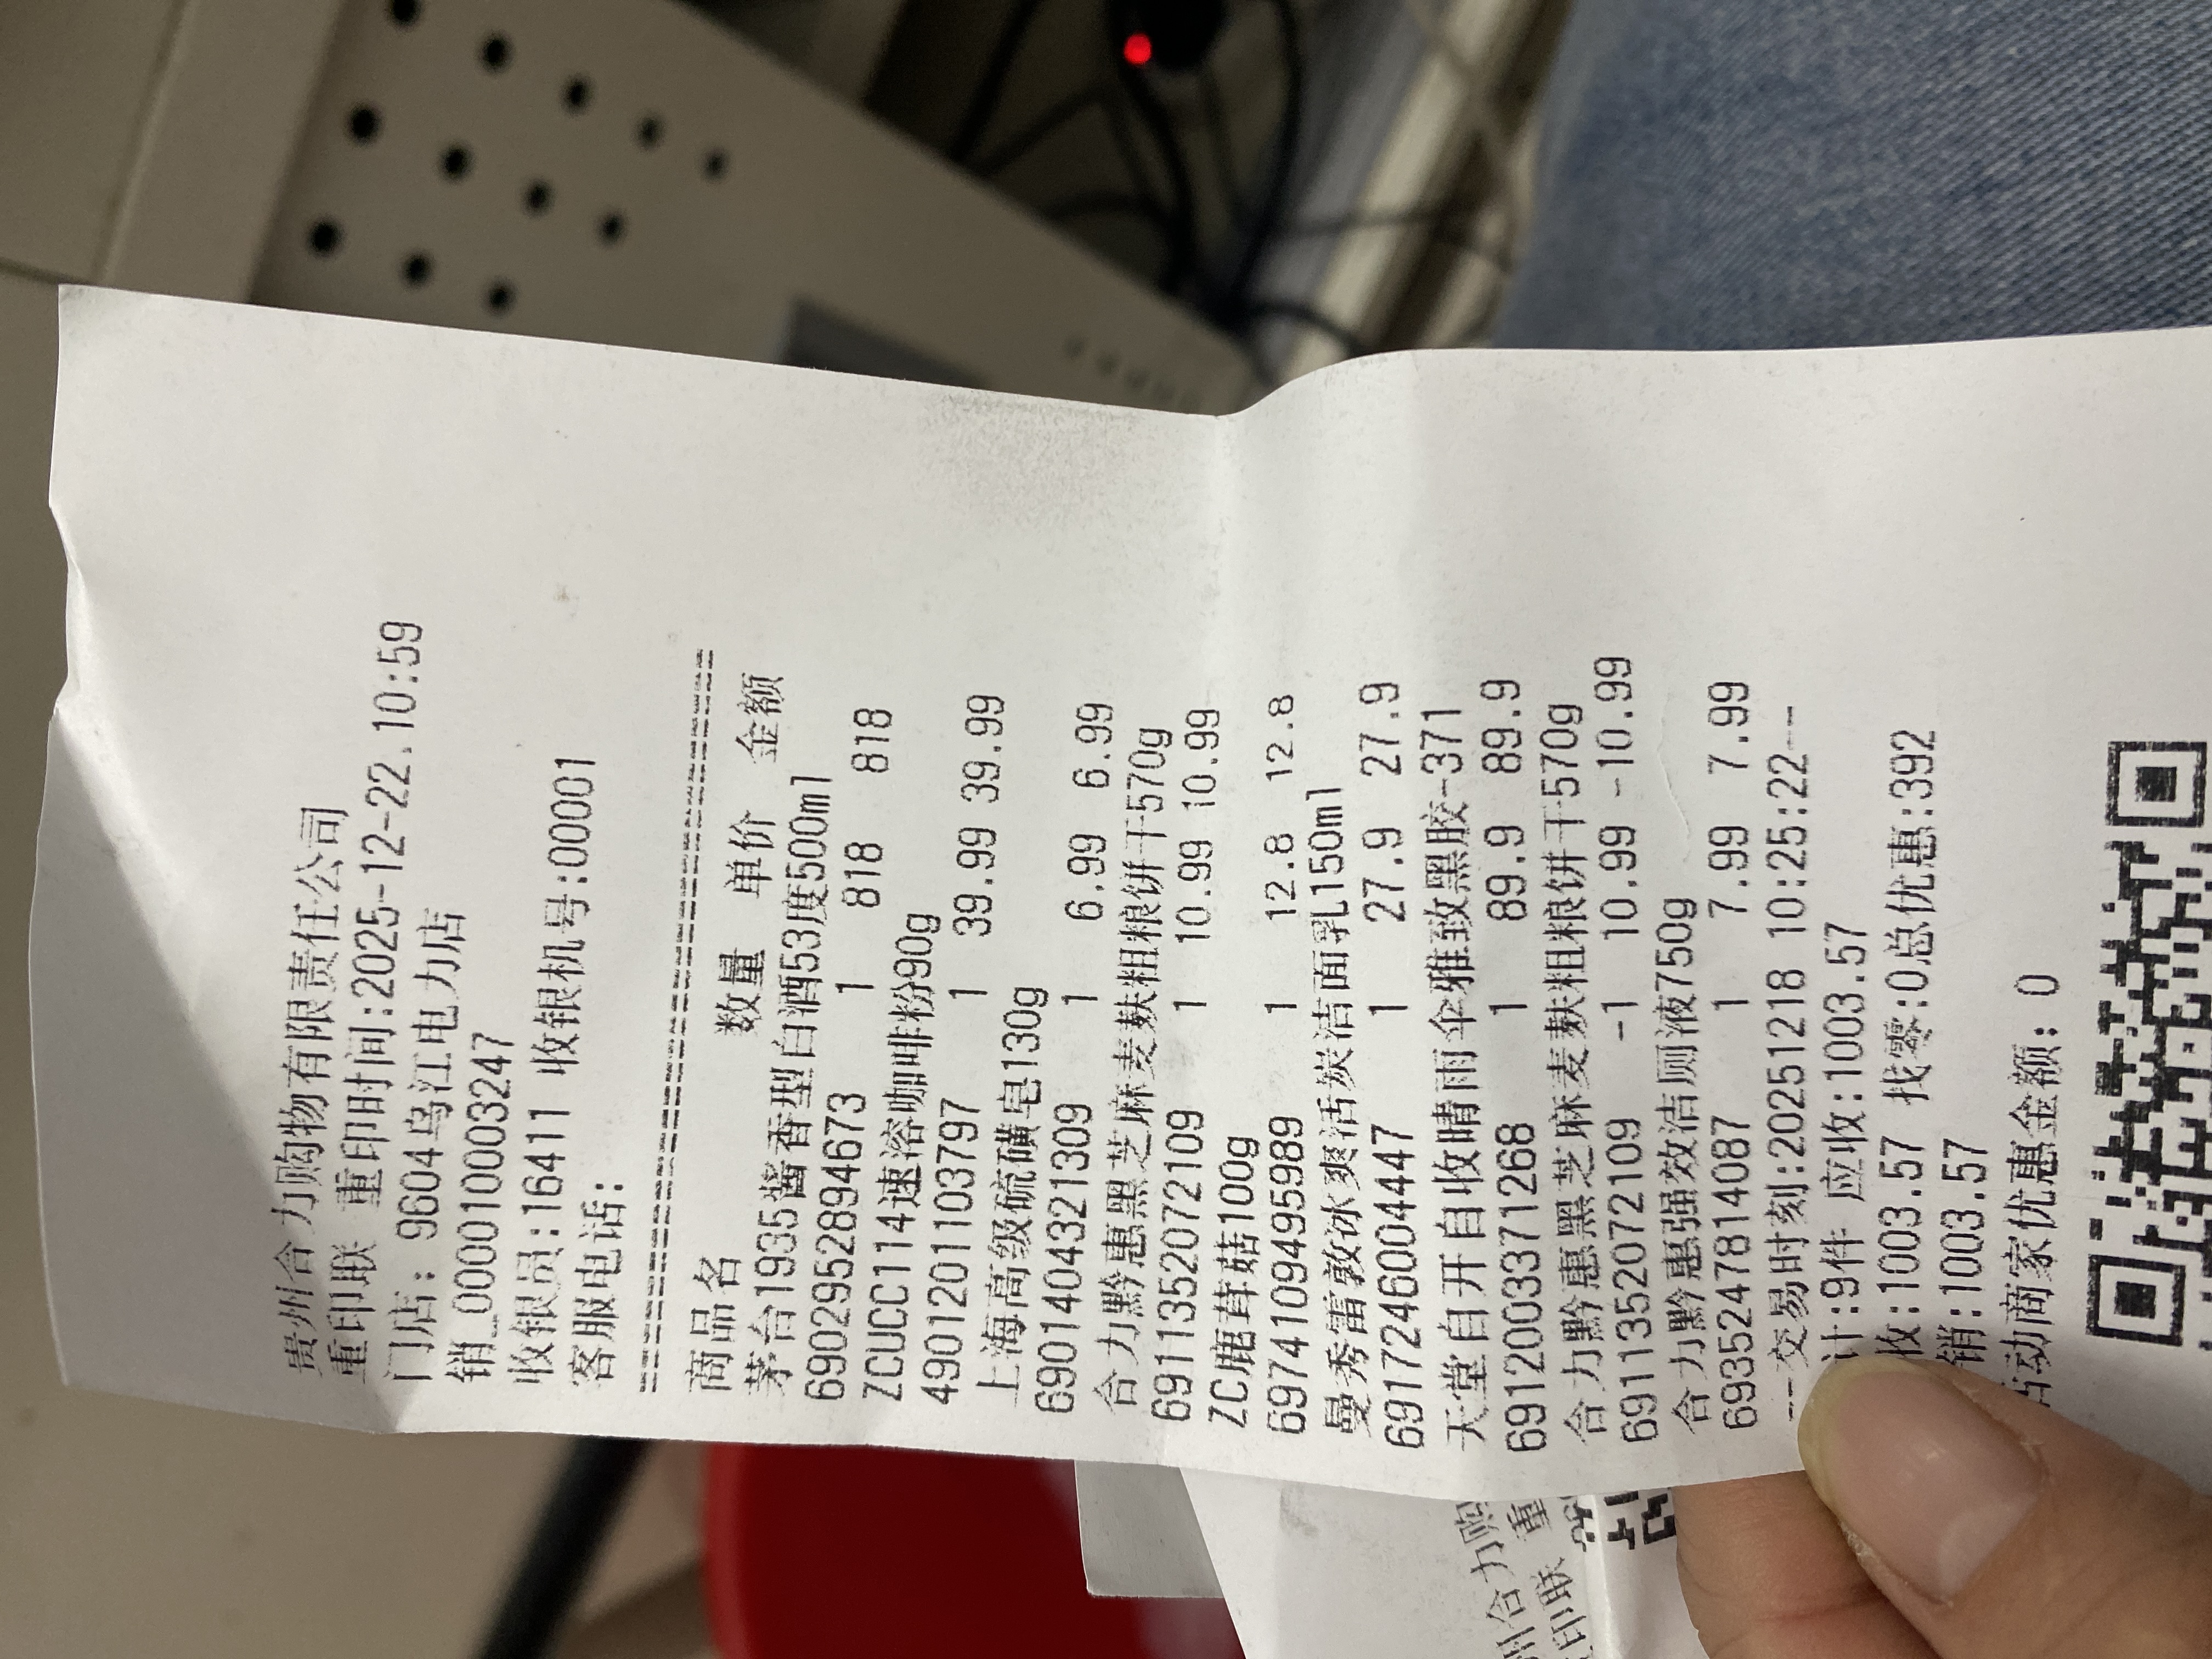 贵州合力购物有限责任公司
重印联 重印时间:2025-12-22.10:59
门店: 9604乌江电力店
销_00001000003247
收银员:16411 收银机号:00001
客服电话:
商品名 数量 单价 金额
茅台1935酱香型白酒53度500ml
6902952894673 1 818 818
ZCUCC114速溶咖啡粉90g
4901201103797 1 39.99 39.99
上海高级硫磺皂130g
6901404321309 1 6.99 6.99
合力黔惠黑芝麻麦麸粗粮饼干570g
6911352072109 1 10.99 10.99
ZC鹿茸菇100g
6974109495989 1 12.8 12.8
曼秀雷敦冰爽活炭洁面乳150ml
6917246004447 1 27.9 27.9
天堂自开自收晴雨伞雅致黑胶-371
6912003371268 1 89.9 89.9
合力黔惠黑芝麻麦麸粗粮饼干570g
6911352072109 -1 10.99 -10.99
合力黔惠强效洁厕液750g
6935247814087 1 7.99 7.99
---交易时刻:20251218 10:25:22--
计:9件 应收:1003.57
收:1003.57 找零:0总优惠:392
销:1003.57
动商家优惠金额: 0
州合力购
印联 重